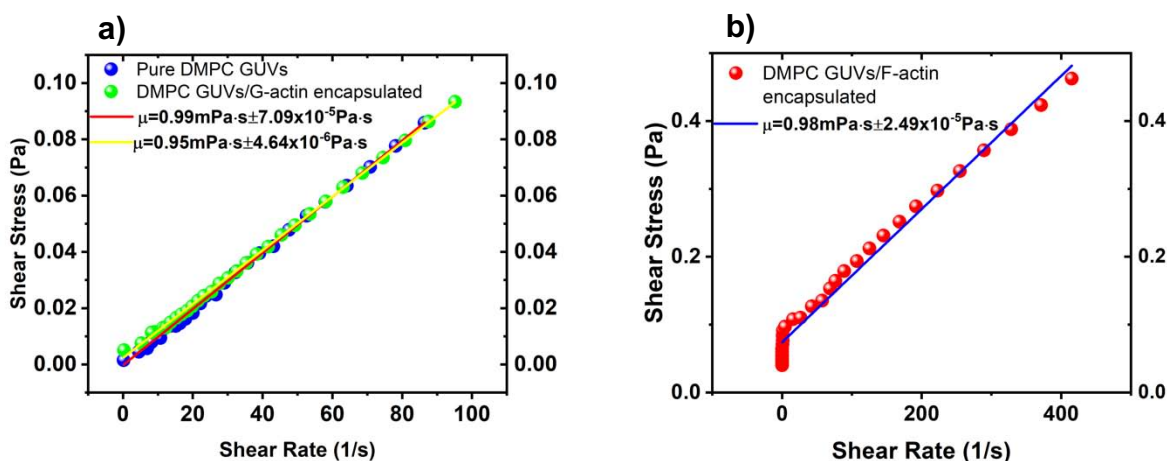 a)
Pure DMPC GUVs
DMPC GUVs/G-actin encapsulated
μ=0.99mPa·s±7.09x10⁻⁵Pa·s
μ=0.95mPa·s±4.64x10⁻⁶Pa·s
0.10
0.08
0.06
0.04
0.02
0.00
0.10
0.08
0.06
0.04
0.02
0.00
Shear Stress (Pa)
0 20 40 60 80 100
Shear Rate (1/s)
b)
DMPC GUVs/F-actin
encapsulated
μ=0.98mPa·s±2.49x10⁻⁵Pa·s
0.4
0.2
0.0
0.4
0.2
0.0
Shear Stress (Pa)
0 200 400
Shear Rate (1/s)